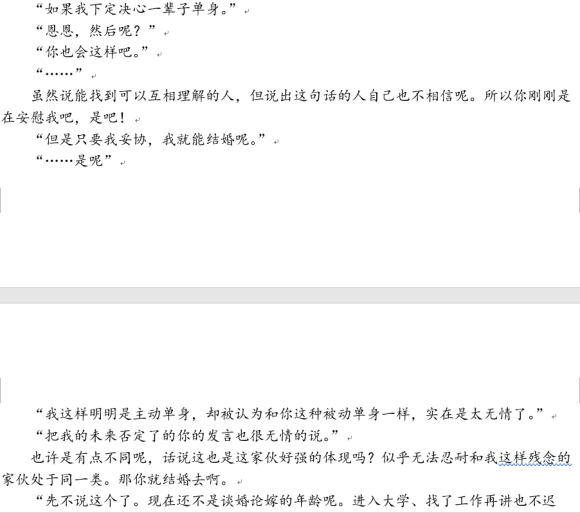 “如果我下定决心一辈子单身。”
“恩恩，然后呢？”
“你也会这样吧。”
“……”
虽然说能找到可以互相理解的人，但说出这句话的人自己也不相信呢。所以你刚刚是
在安慰我吧，是吧！
“但是只要我妥协，我就能结婚呢。”
“……是呢”
“我这样明明是主动单身，却被认为和你这种被动单身一样，实在是太无情了。”
“把我的未来否定了的你的发言也很无情的说。”
也许是有点不同呢，话说这也是这家伙好强的体现吗？似乎无法忍耐和我这样残念的
家伙处于同一类。那你就结婚去啊。
“先不说这个了。现在还不是谈婚论嫁的年龄呢。进入大学、找了工作再讲也不迟